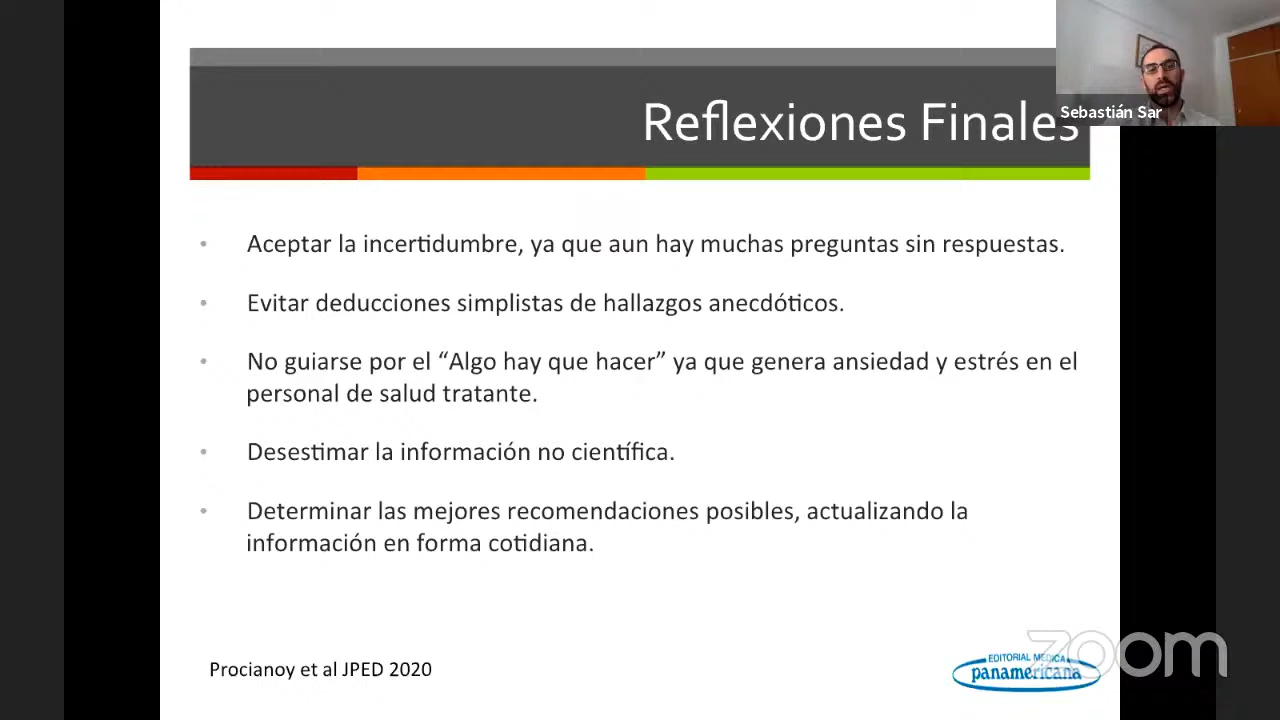 Sebastián Sar
Reflexiones Finales
Aceptar la incertidumbre, ya que aun hay muchas preguntas sin respuestas.
Evitar deducciones simplistas de hallazgos anecdóticos.
No guiarse por el “Algo hay que hacer” ya que genera ansiedad y estrés en el
personal de salud tratante.
Desestimar la información no científica.
Determinar las mejores recomendaciones posibles, actualizando la
información en forma cotidiana.
Procianoy et al JPED 2020
EDITORIAL MEDICA
panamericana
zoom